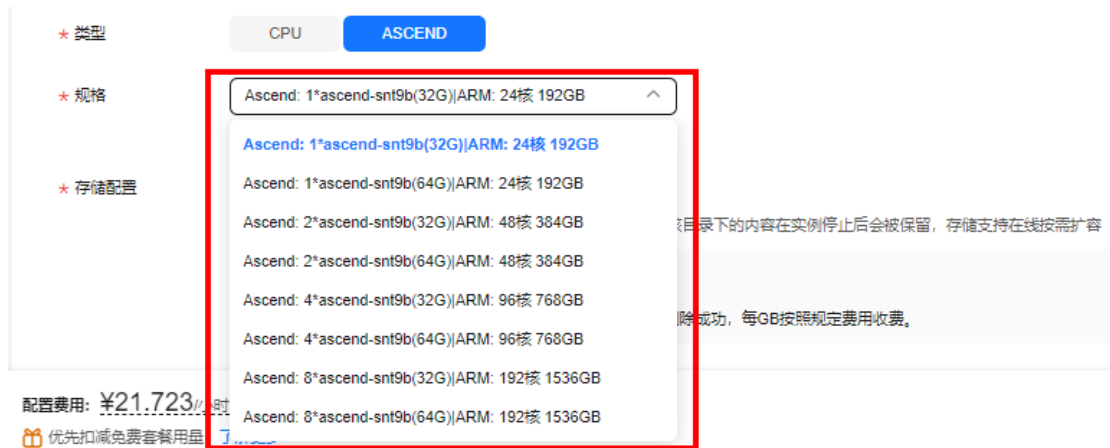 * 类型 CPU ASCEND
* 规格 Ascend: 1*ascend-snt9b(32G)|ARM: 24核 192GB
Ascend: 1*ascend-snt9b(32G)|ARM: 24核 192GB
Ascend: 1*ascend-snt9b(64G)|ARM: 24核 192GB
* 存储配置
Ascend: 2*ascend-snt9b(32G)|ARM: 48核 384GB
目录下的内容在实例停止后会被保留，存储支持在线按需扩容
Ascend: 2*ascend-snt9b(64G)|ARM: 48核 384GB
Ascend: 4*ascend-snt9b(32G)|ARM: 96核 768GB
除成功，每GB按照规定费用收费。
Ascend: 4*ascend-snt9b(64G)|ARM: 96核 768GB
Ascend: 8*ascend-snt9b(32G)|ARM: 192核 1536GB
Ascend: 8*ascend-snt9b(64G)|ARM: 192核 1536GB
配置费用: ¥21.723/小时
优先扣减免费套餐用量